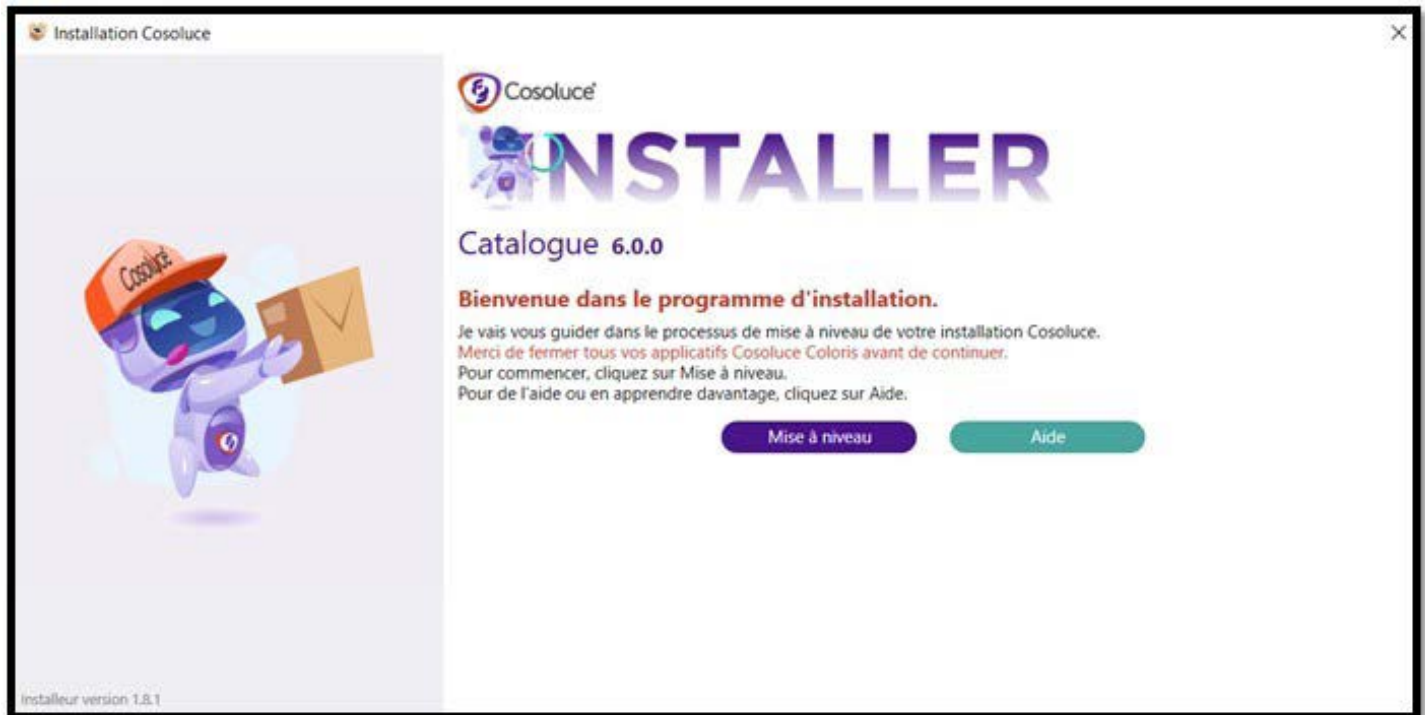 Installation Cosoluce
Cosoluce
INSTALLER
Catalogue 6.0.0
Cosoluce
Bienvenue dans le programme d'installation.
Je vais vous guider dans le processus de mise à niveau de votre installation Cosoluce.
Merci de fermer tous vos applicatifs Cosoluce Coloris avant de continuer.
Pour commencer, cliquez sur Mise à niveau.
Pour de l'aide ou en apprendre davantage, cliquez sur Aide.
Mise à niveau
Aide
Installeur version 1.8.1